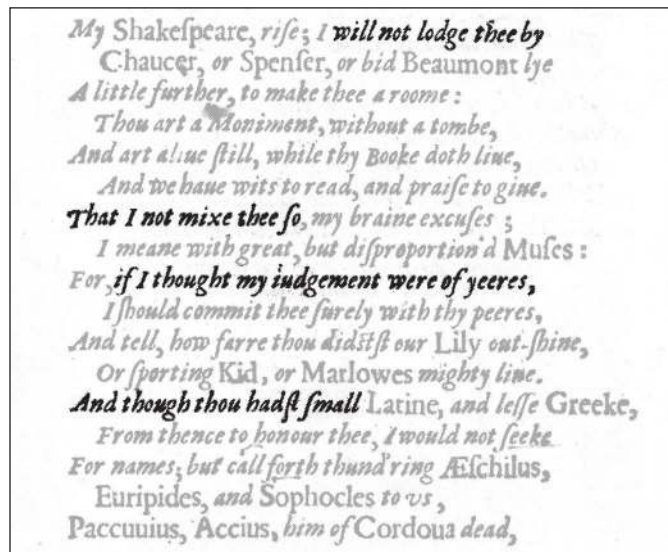 My Shakeſpeare, riſe; I will not lodge thee by
Chaucer, or Spenſer, or bid Beaumont lye
A little further, to make thee a roome:
Thou art a Moniment, without a tombe,
And art aliue ſtill, while thy Booke doth liue,
And we haue wits to read, and praiſe to giue.
That I not mixe thee ſo, my braine excuſes;
I meane with great, but diſproportion'd Muſes:
For, if I thought my iudgement were of yeeres,
I ſhould commit thee ſurely with thy peeres,
And tell, how farre thou didſtſt our Lily out-ſhine,
Or ſporting Kid, or Marlowes mighty line.
And though thou hadſt ſmall Latine, and leſſe Greeke,
From thence to honour thee, I would not ſeeke
For names; but call forth thund'ring Æſchilus,
Euripides, and Sophocles to vs,
Paccuuius, Accius, him of Cordoua dead,